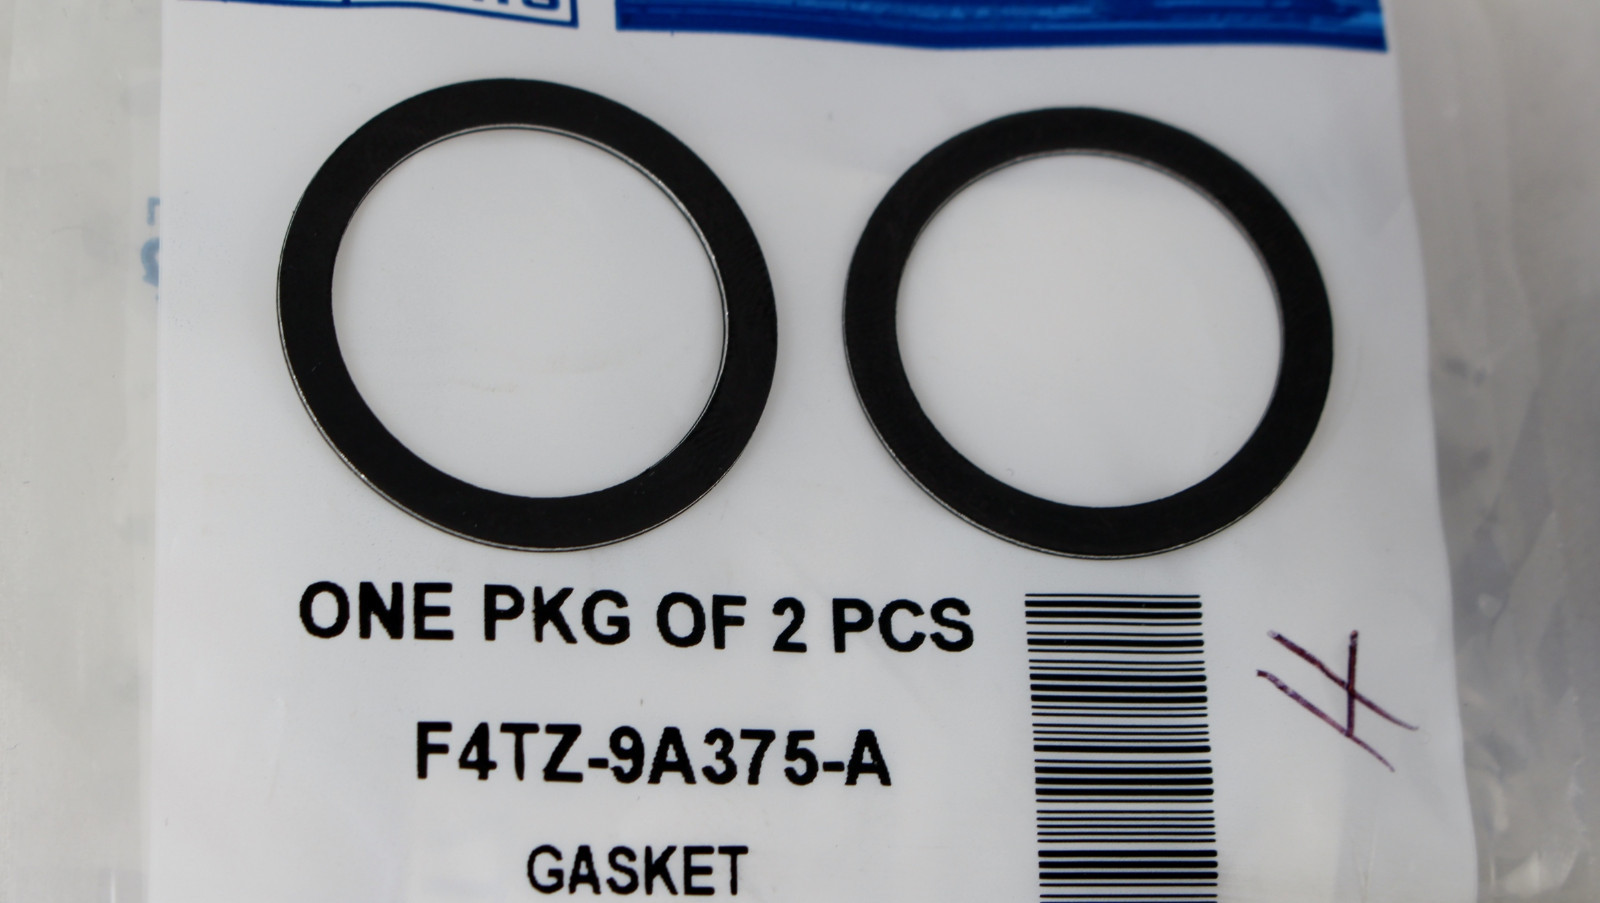 ONE PKG OF 2 PCS
F4TZ-9A375-A
GASKET